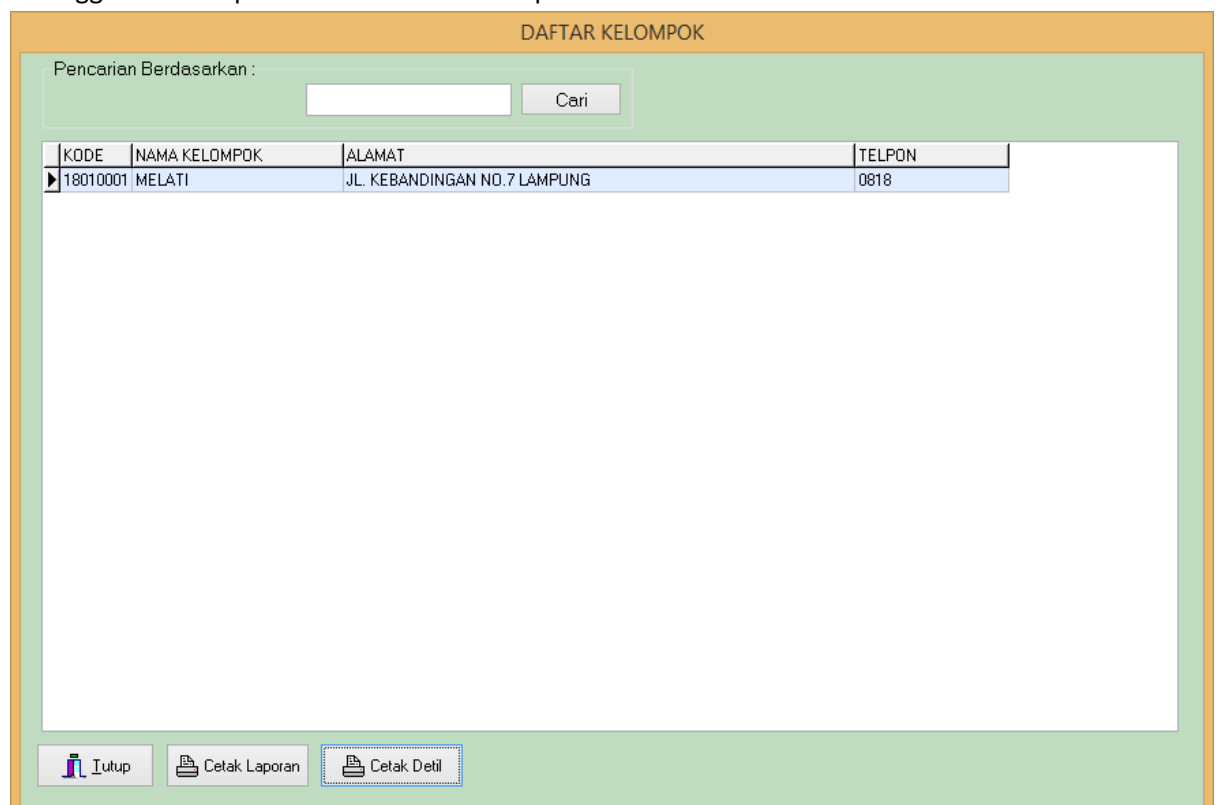 DAFTAR KELOMPOK
Pencarian Berdasarkan :
Cari
KODE NAMA KELOMPOK ALAMAT TELPON
18010001 MELATI JL. KEBANDINGAN NO.7 LAMPUNG 0818
Tutup Cetak Laporan Cetak Detil